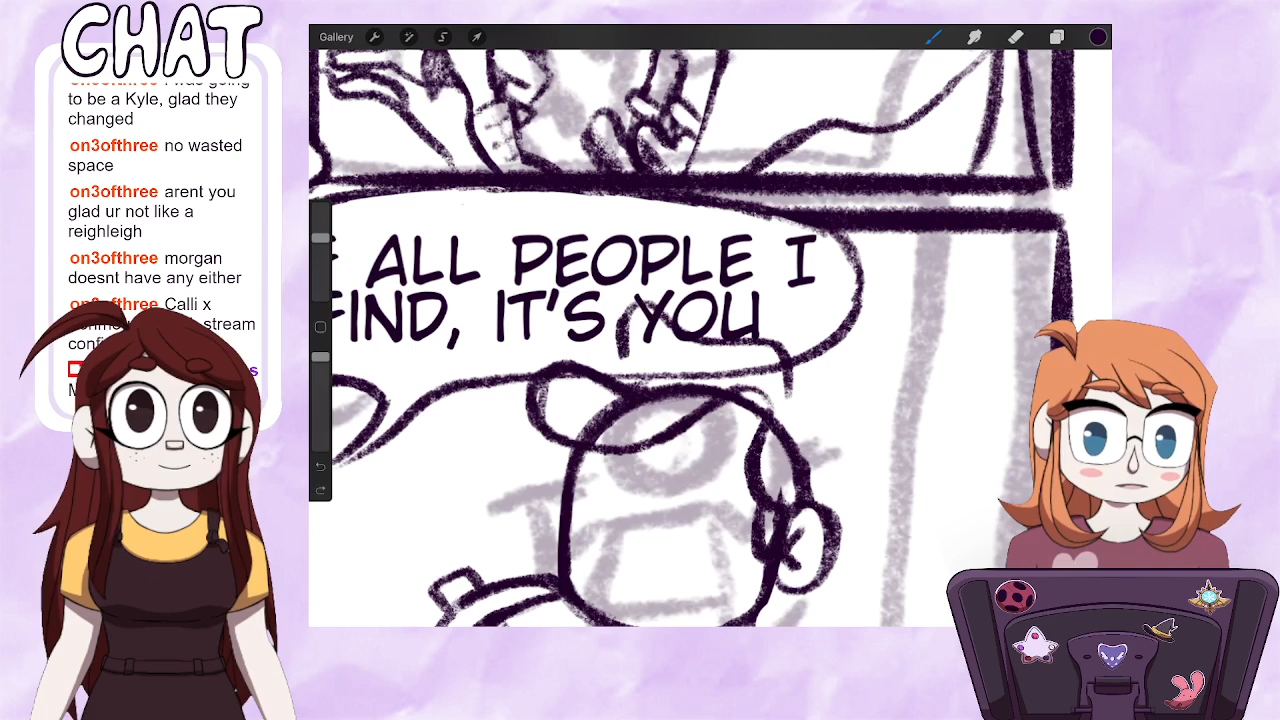 CHAT
to be a Kyle, glad they
changed
on3ofthree no wasted
space
on3ofthree arent you
glad ur not like a
reighleigh
on3ofthree morgan
doesnt have any either
Calli x
stream
Gallery
ALL PEOPLE I
FIND, IT'S YOU